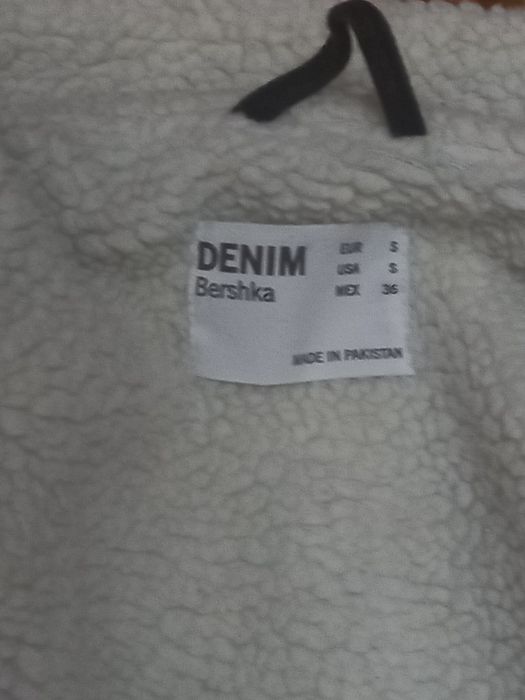 DENIM
Bershka
EUR S
USA S
MEX 36
MADE IN PAKISTAN